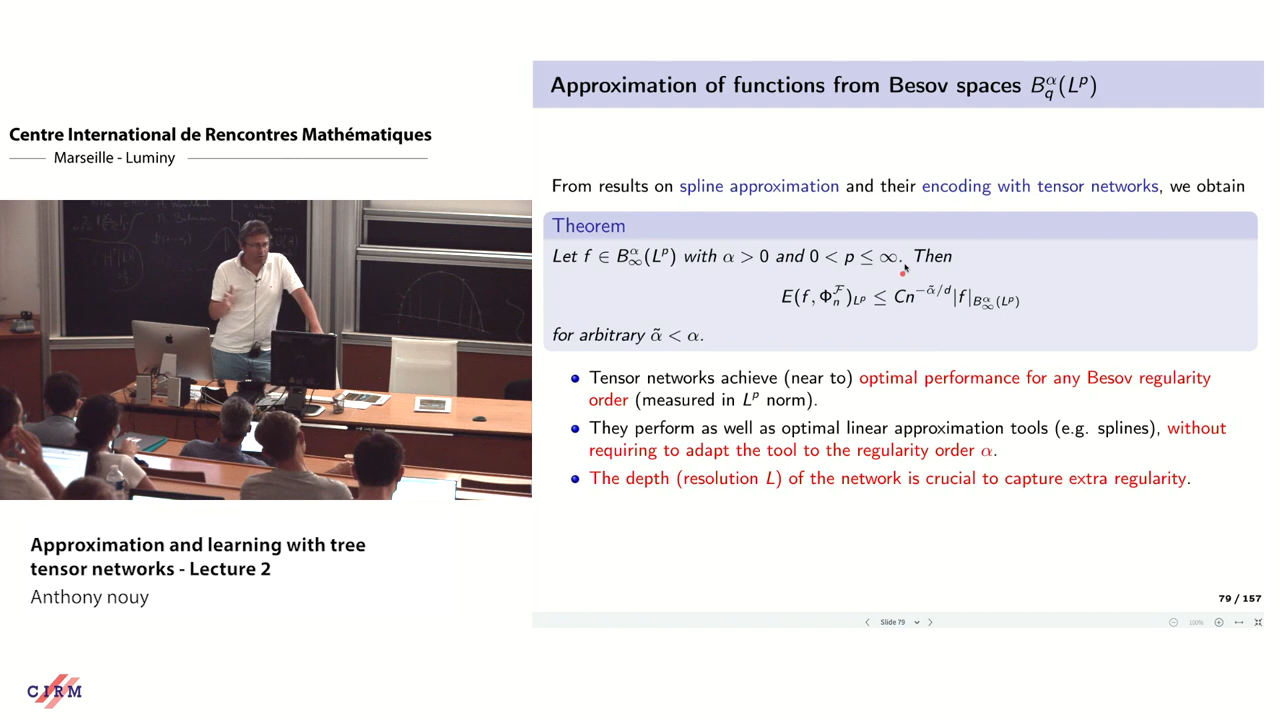 Centre International de Rencontres Mathématiques
Marseille - Luminy
Approximation and learning with tree
tensor networks - Lecture 2
Anthony nouy
CIRM
Approximation of functions from Besov spaces B^α_q(L^p)
From results on spline approximation and their encoding with tensor networks, we obtain
Theorem
Let f ∈ B^α_∞(L^p) with α > 0 and 0 < p ≤ ∞. Then
E(f, Φ^F_n)_{L^p} ≤ Cn^{−α̃/d}|f|_{B^α_∞(L^p)}
for arbitrary α̃ < α.
Tensor networks achieve (near to) optimal performance for any Besov regularity
order (measured in L^p norm).
They perform as well as optimal linear approximation tools (e.g. splines), without
requiring to adapt the tool to the regularity order α.
The depth (resolution L) of the network is crucial to capture extra regularity.
79 / 157
Slide 79
100%